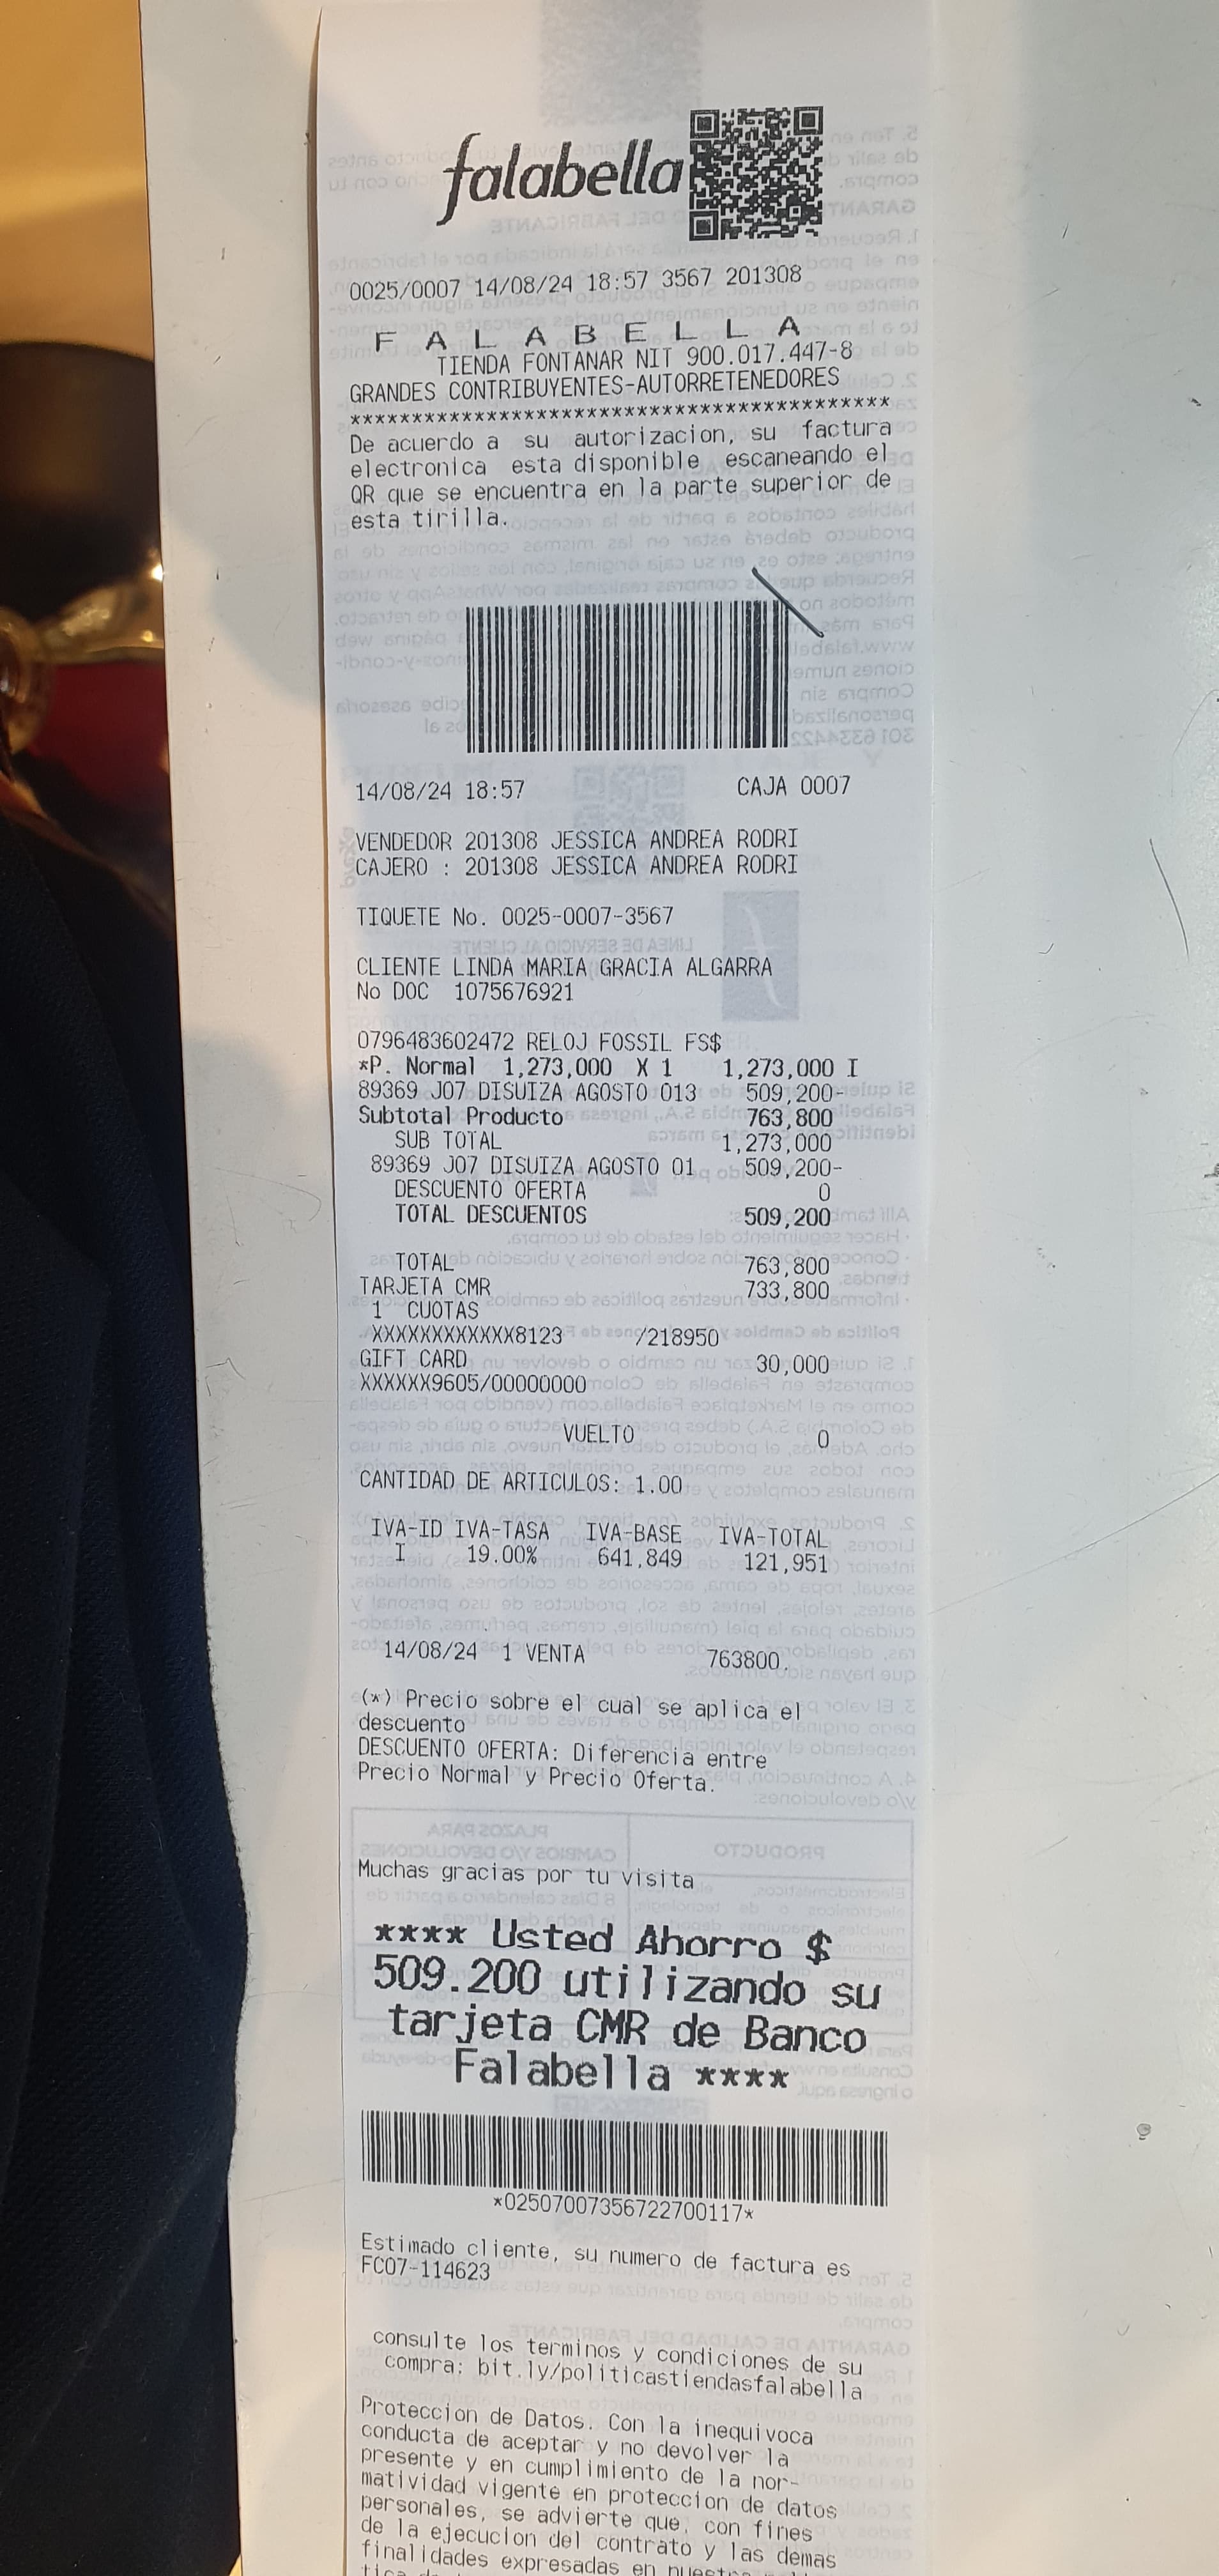 falabella
0025/0007 14/08/24 18:57 3567 201308
F A L A B E L L A
TIENDA FONTANAR NIT 900.017.447-8
GRANDES CONTRIBUYENTES-AUTORRETENEDORES
********************************************
De acuerdo a su autorizacion, su factura
electronica esta disponible escaneando el
QR que se encuentra en la parte superior de
esta tirilla.
14/08/24 18:57 CAJA 0007
VENDEDOR 201308 JESSICA ANDREA RODRI
CAJERO : 201308 JESSICA ANDREA RODRI
TIQUETE No. 0025-0007-3567
CLIENTE LINDA MARIA GRACIA ALGARRA
No DOC 1075676921
0796483602472 RELOJ FOSSIL FS$
*P. Normal 1,273,000 X 1 1,273,000 I
89369 J07 DISUIZA AGOSTO 013 509,200-
Subtotal Producto 763,800
SUB TOTAL 1,273,000
89369 J07 DISUIZA AGOSTO 01 509,200-
DESCUENTO OFERTA 0
TOTAL DESCUENTOS 509,200
TOTAL 763,800
TARJETA CMR 733,800
1 CUOTAS
XXXXXXXXXXXX8123 /218950
GIFT CARD 30,000
XXXXXX9605/00000000
VUELTO 0
CANTIDAD DE ARTICULOS: 1.00
IVA-ID IVA-TASA IVA-BASE IVA-TOTAL
I 19.00% 641,849 121,951
14/08/24 1 VENTA 763800.
(*) Precio sobre el cual se aplica el
descuento
DESCUENTO OFERTA: Diferencia entre
Precio Normal y Precio Oferta.
Muchas gracias por tu visita
**** Usted Ahorro $
509.200 utilizando su
tarjeta CMR de Banco
Falabella ****
*02507007356722700117*
Estimado cliente, su numero de factura es
FC07-114623
consulte los terminos y condiciones de su
compra: bit.ly/politicastiendasfalabella
Proteccion de Datos. Con la inequivoca
conducta de aceptar y no devolver la
presente y en cumplimiento de la nor-
matividad vigente en proteccion de datos
personales, se advierte que, con fines
de la ejecucion del contrato y las demas
finalidades expresadas en